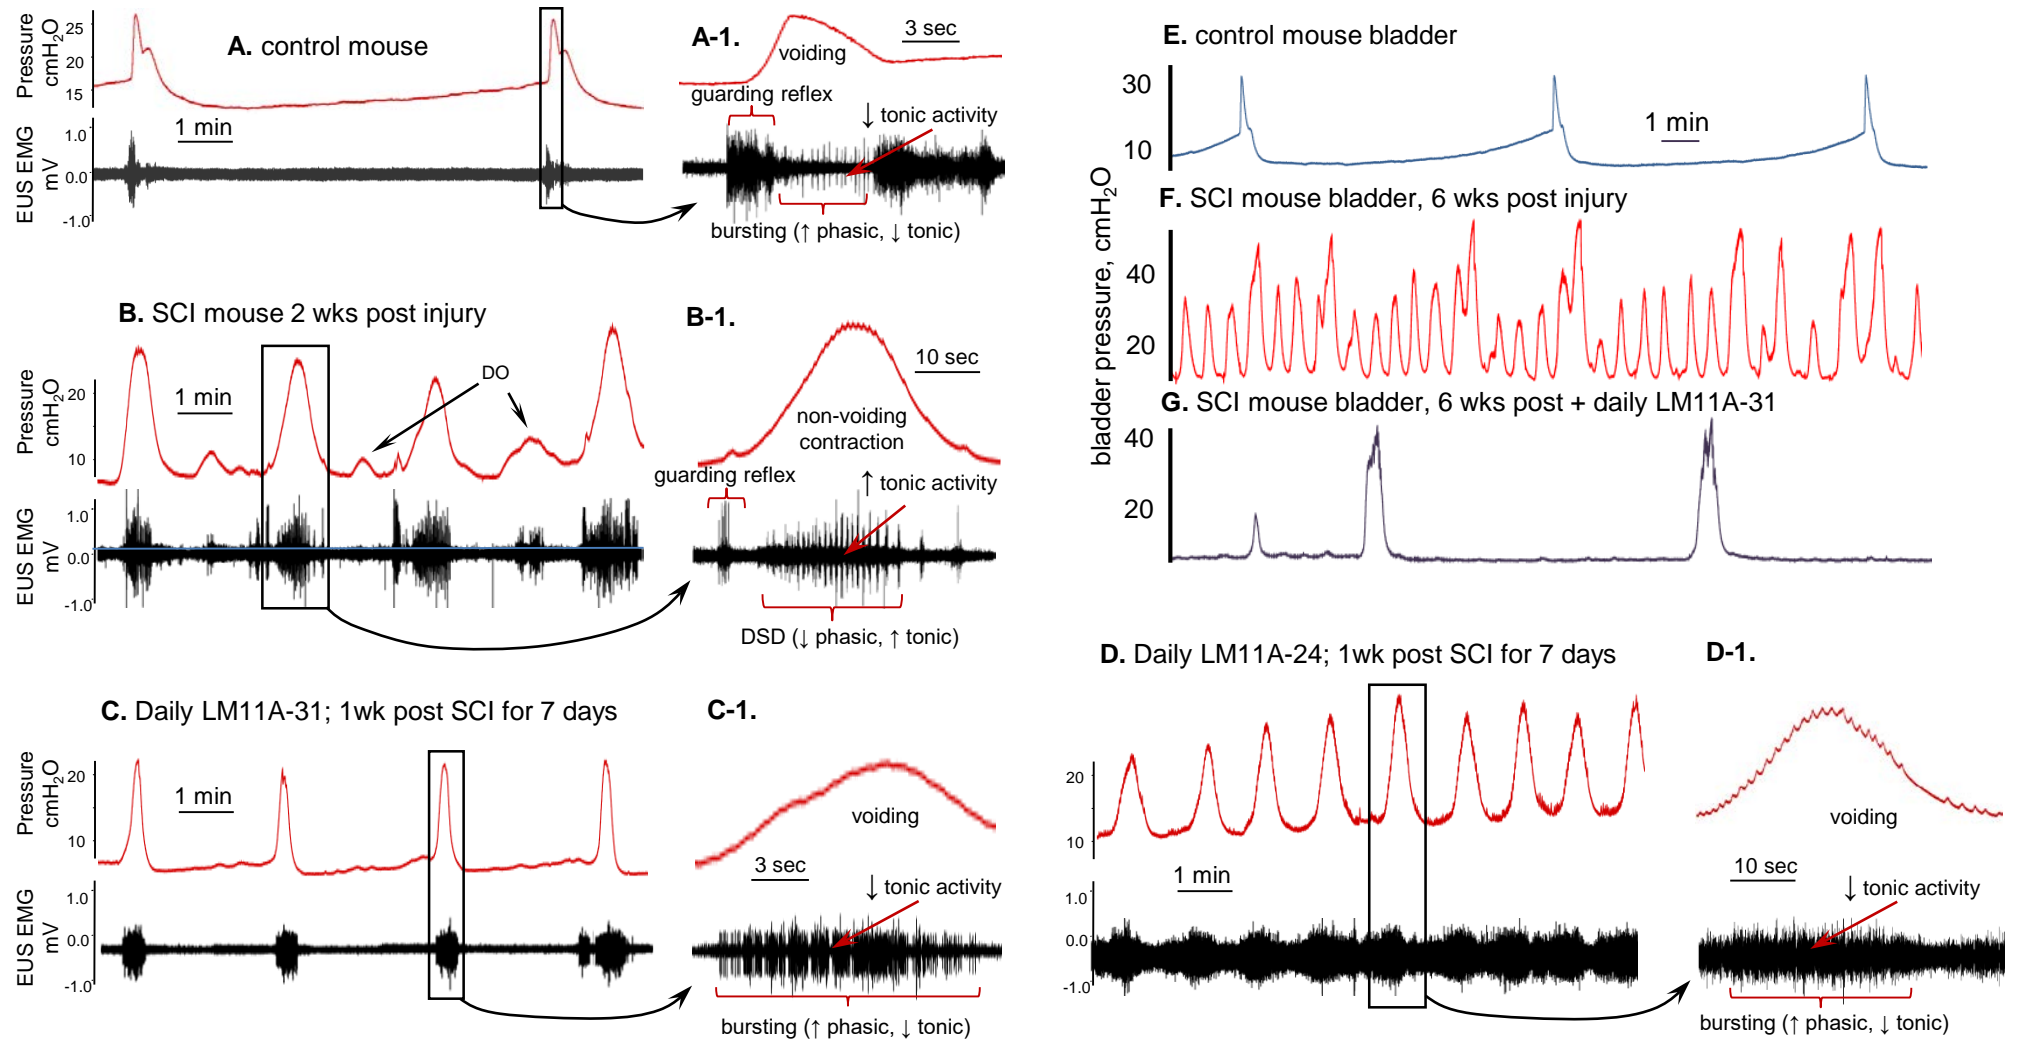 A. control mouse
Pressure
cmH2O
25
20
15
1 min
EUS EMG
mV
1.0
0.0
-1.0
A-1.
3 sec
voiding
guarding reflex
↓ tonic activity
bursting (↑ phasic, ↓ tonic)
B. SCI mouse 2 wks post injury
Pressure
cmH2O
20
10
1 min
DO
EUS EMG
mV
1.0
0.0
-1.0
B-1.
10 sec
non-voiding
contraction
guarding reflex
↑ tonic activity
DSD (↓ phasic, ↑ tonic)
C. Daily LM11A-31; 1wk post SCI for 7 days
Pressure
cmH2O
20
10
1 min
EUS EMG
mV
1.0
0.0
-1.0
C-1.
voiding
3 sec
↓ tonic activity
bursting (↑ phasic, ↓ tonic)
E. control mouse bladder
30
10
1 min
bladder pressure, cmH2O
F. SCI mouse bladder, 6 wks post injury
40
20
G. SCI mouse bladder, 6 wks post + daily LM11A-31
40
20
D. Daily LM11A-24; 1wk post SCI for 7 days
20
10
1 min
1.0
0.0
-1.0
D-1.
voiding
10 sec
↓ tonic activity
bursting (↑ phasic, ↓ tonic)